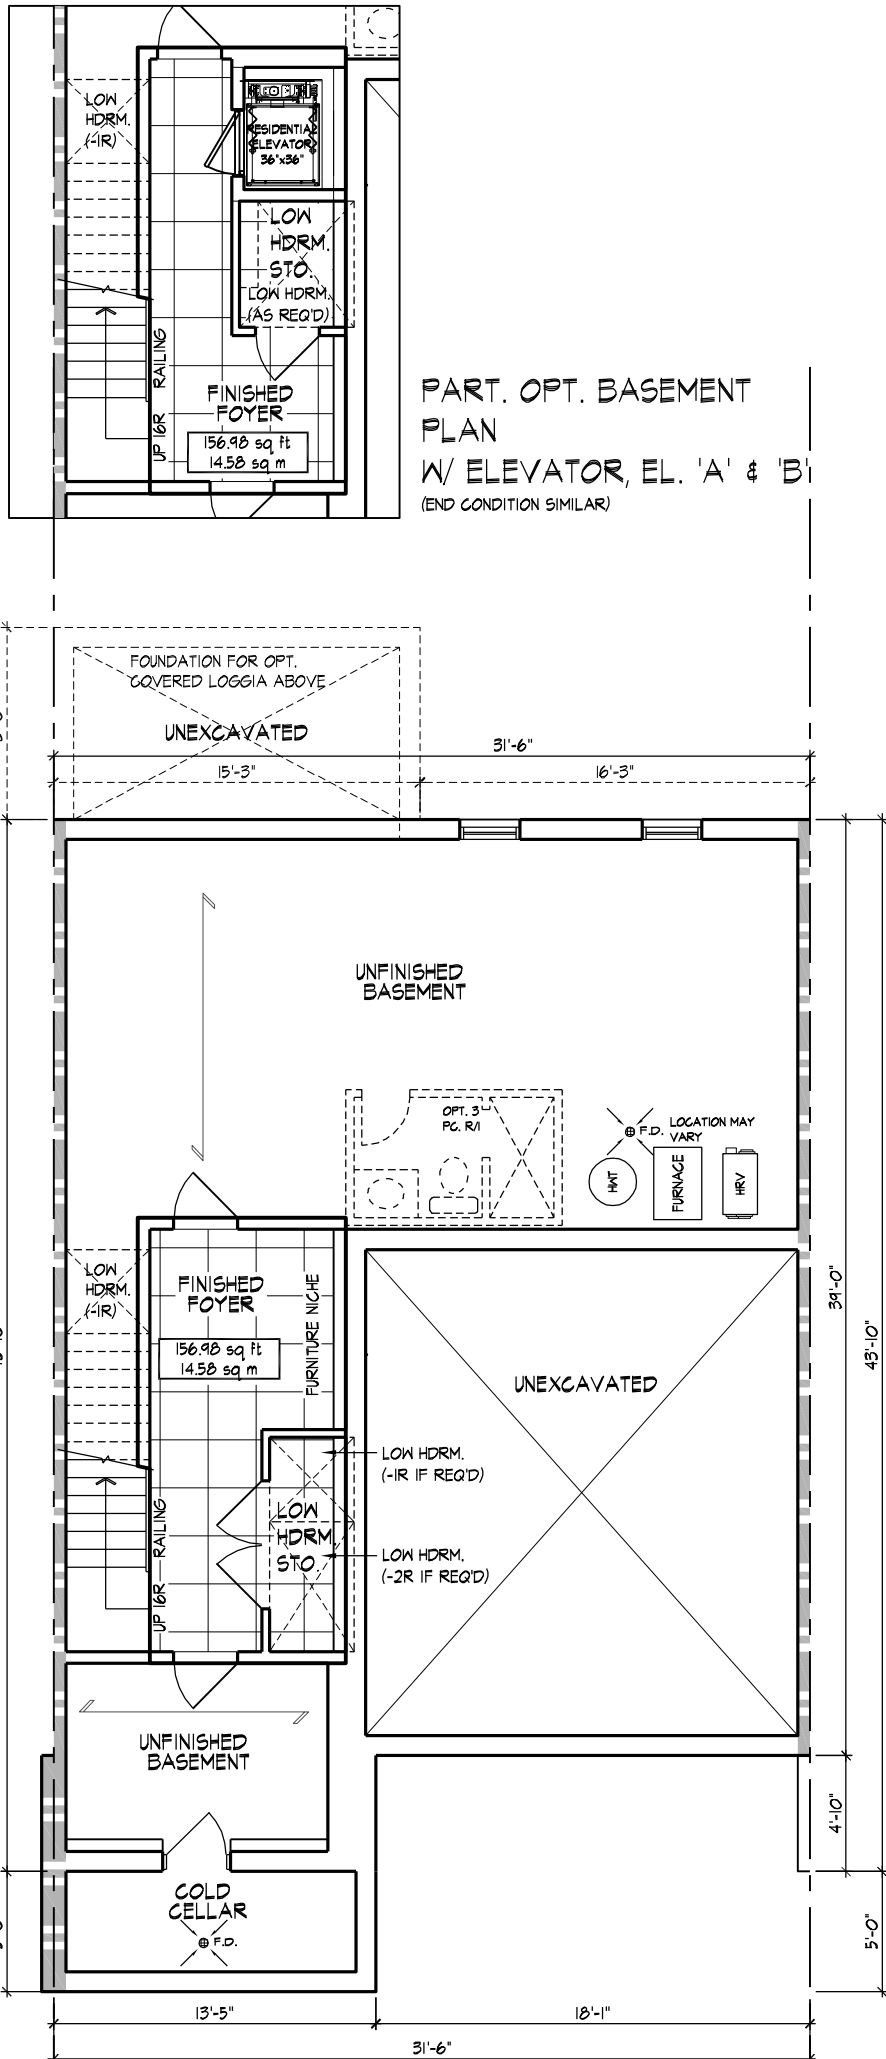 LOW
HDRM.
(-1R)
RESIDENTIAL
ELEVATOR
36"x36"
LOW
HDRM.
STO.
LOW HDRM.
(AS REQ'D)
RAILING
UP 16R
FINISHED
FOYER
156.98 sq ft
14.58 sq m
PART. OPT. BASEMENT
PLAN
W/ ELEVATOR, EL. 'A' & 'B'
(END CONDITION SIMILAR)
FOUNDATION FOR OPT.
COVERED LOGGIA ABOVE
UNEXCAVATED
31'-6"
15'-3"
16'-3"
UNFINISHED
BASEMENT
OPT. 3
PC. R/I
F.D.
LOCATION MAY
VARY
HWT
FURNACE
HRV
LOW
HDRM.
(-1R)
FINISHED
FOYER
156.98 sq ft
14.58 sq m
FURNITURE NICHE
39'-0"
43'-10"
UNEXCAVATED
LOW HDRM.
(-1R IF REQ'D)
LOW
HDRM.
STO.
LOW HDRM.
(-2R IF REQ'D)
RAILING
UP 16R
UNFINISHED
BASEMENT
4'-10"
COLD
CELLAR
F.D.
5'-0"
13'-5"
18'-1"
31'-6"